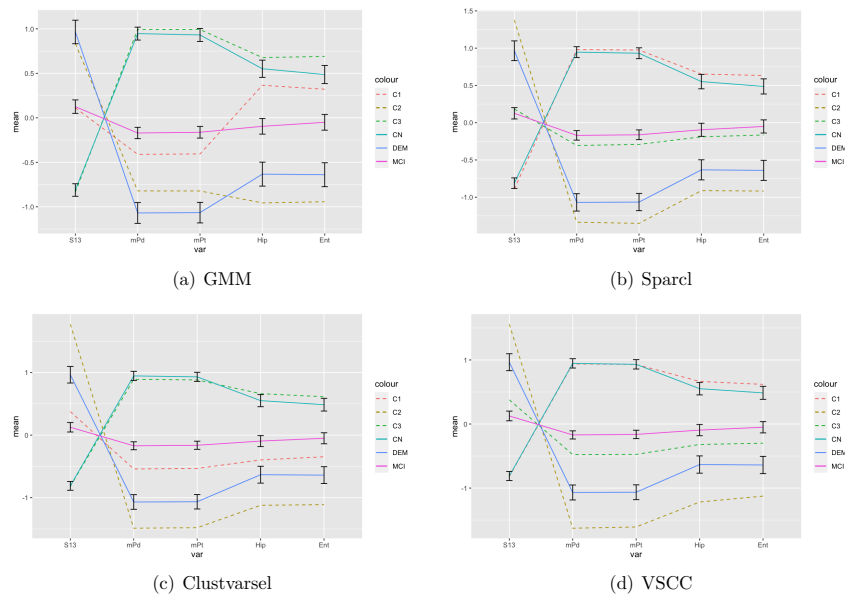 1.0
0.5
0.0
-0.5
-1.0
mean
S13 mPd mPt Hip Ent
var
colour
C1
C2
C3
CN
DEM
MCI
(a) GMM
1.5
1.0
0.5
0.0
-0.5
-1.0
mean
S13 mPd mPt Hip Ent
var
colour
C1
C2
C3
CN
DEM
MCI
(b) Sparcl
1
0
-1
mean
S13 mPd mPt Hip Ent
var
colour
C1
C2
C3
CN
DEM
MCI
(c) Clustvarsel
1
0
-1
mean
S13 mPd mPt Hip Ent
var
colour
C1
C2
C3
CN
DEM
MCI
(d) VSCC